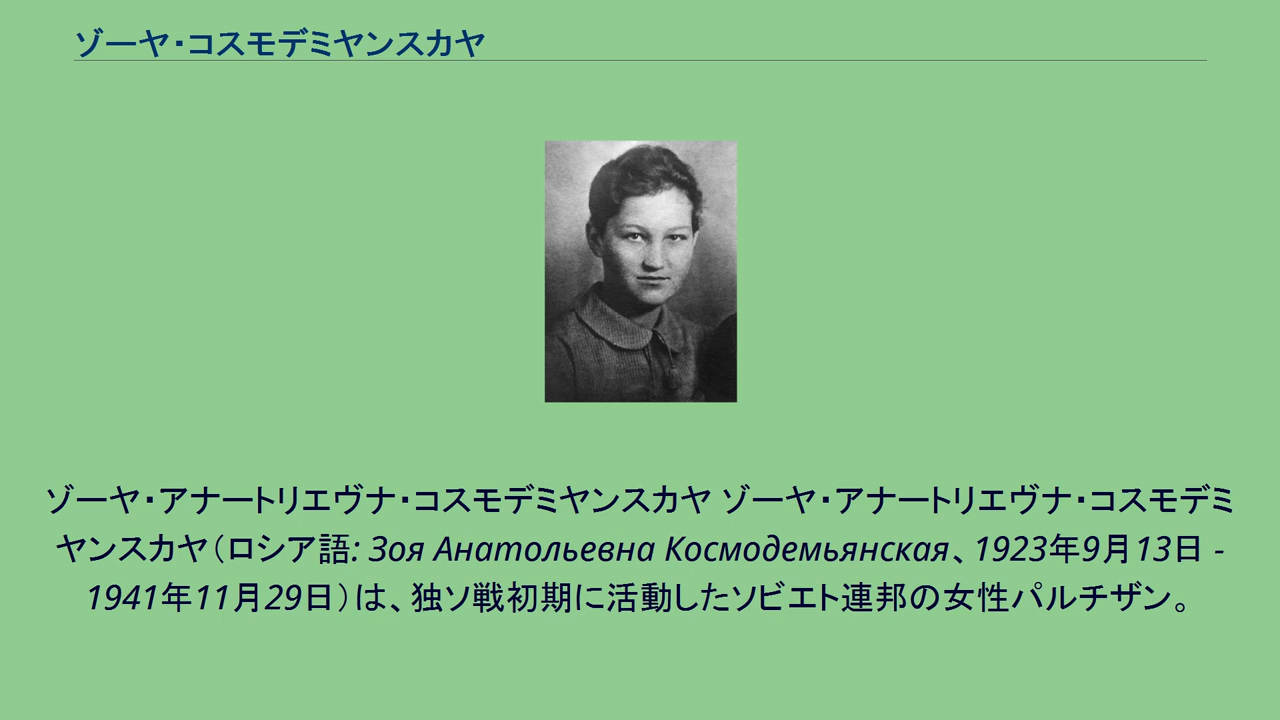 ゾーヤ・コスモデミヤンスカヤ
ゾーヤ・アナートリエヴナ・コスモデミヤンスカヤ ゾーヤ・アナートリエヴナ・コスモデミ
ヤンスカヤ（ロシア語: Зоя Анатольевна Космодемьянская、1923年9月13日 -
1941年11月29日）は、独ソ戦初期に活動したソビエト連邦の女性パルチザン。